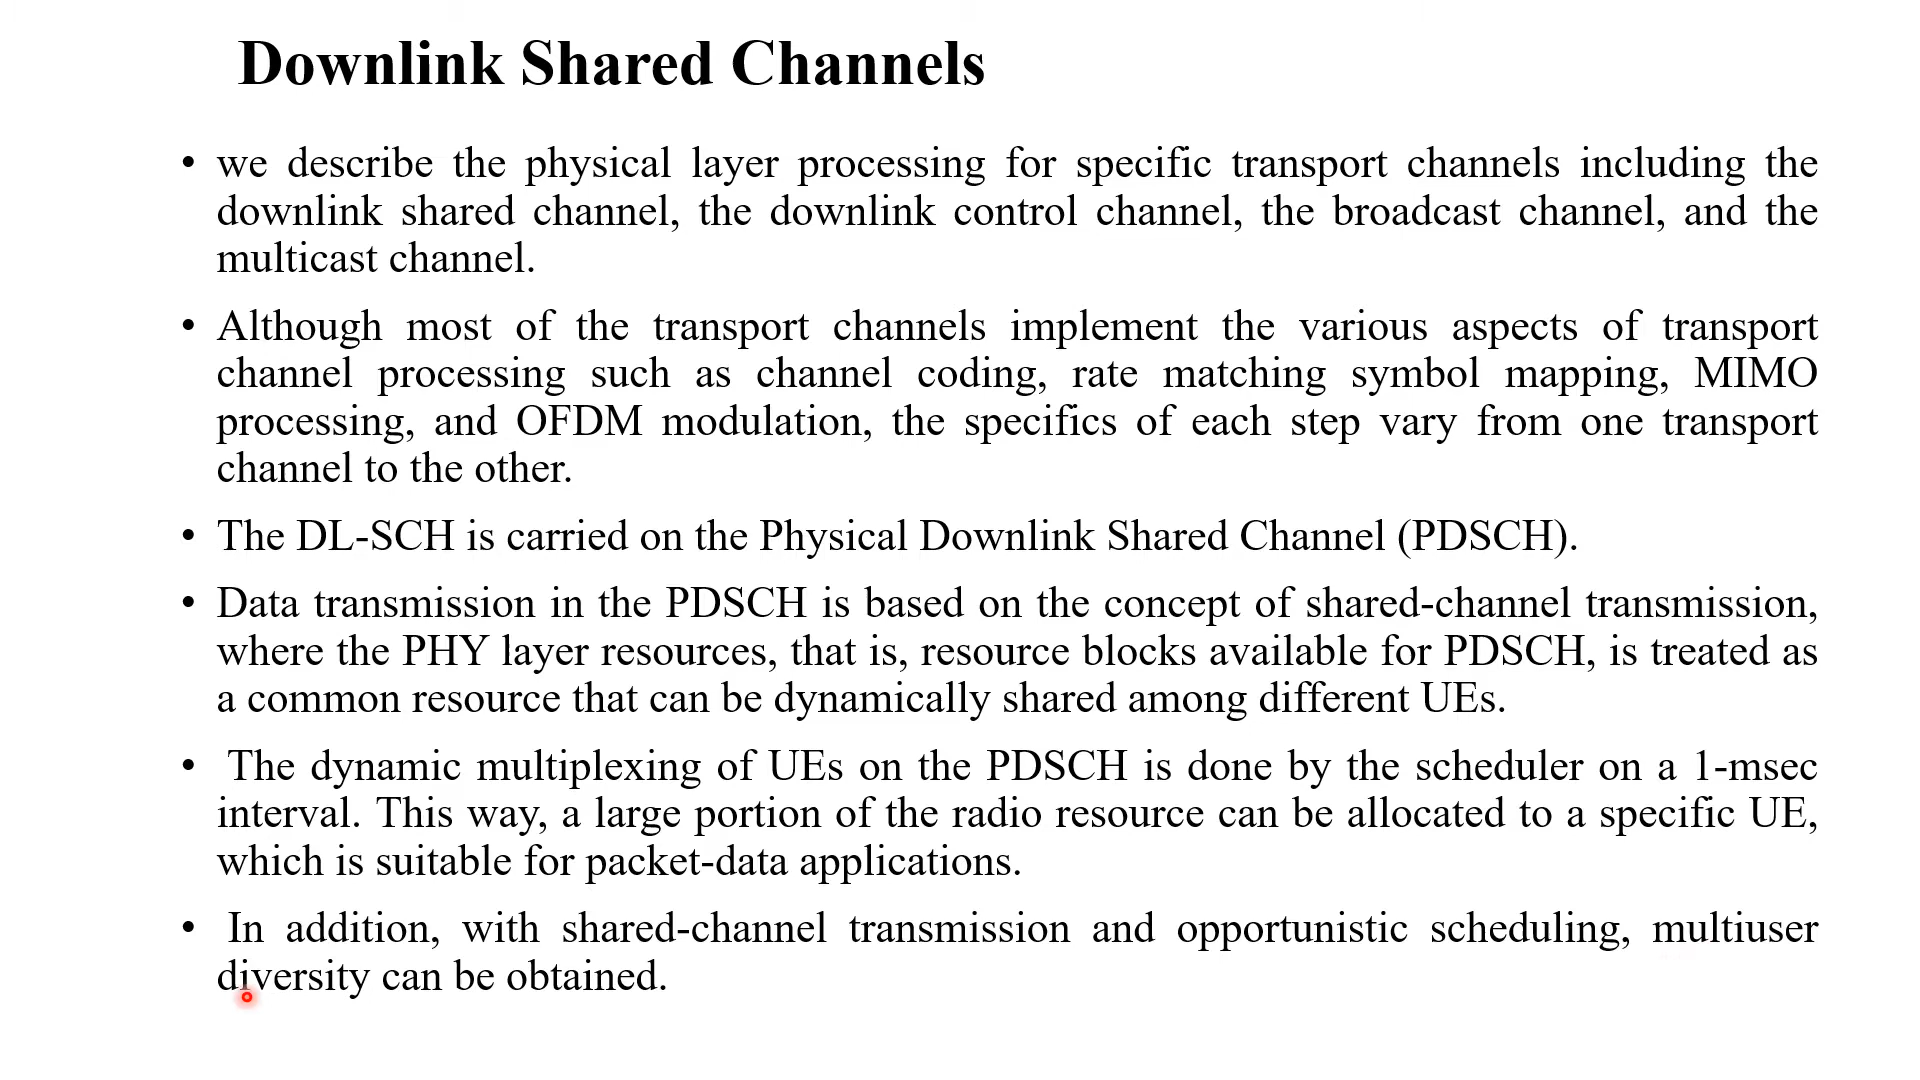 Downlink Shared Channels
• we describe the physical layer processing for specific transport channels including the
downlink shared channel, the downlink control channel, the broadcast channel, and the
multicast channel.
• Although most of the transport channels implement the various aspects of transport
channel processing such as channel coding, rate matching symbol mapping, MIMO
processing, and OFDM modulation, the specifics of each step vary from one transport
channel to the other.
• The DL-SCH is carried on the Physical Downlink Shared Channel (PDSCH).
• Data transmission in the PDSCH is based on the concept of shared-channel transmission,
where the PHY layer resources, that is, resource blocks available for PDSCH, is treated as
a common resource that can be dynamically shared among different UEs.
• The dynamic multiplexing of UEs on the PDSCH is done by the scheduler on a 1-msec
interval. This way, a large portion of the radio resource can be allocated to a specific UE,
which is suitable for packet-data applications.
• In addition, with shared-channel transmission and opportunistic scheduling, multiuser
diversity can be obtained.